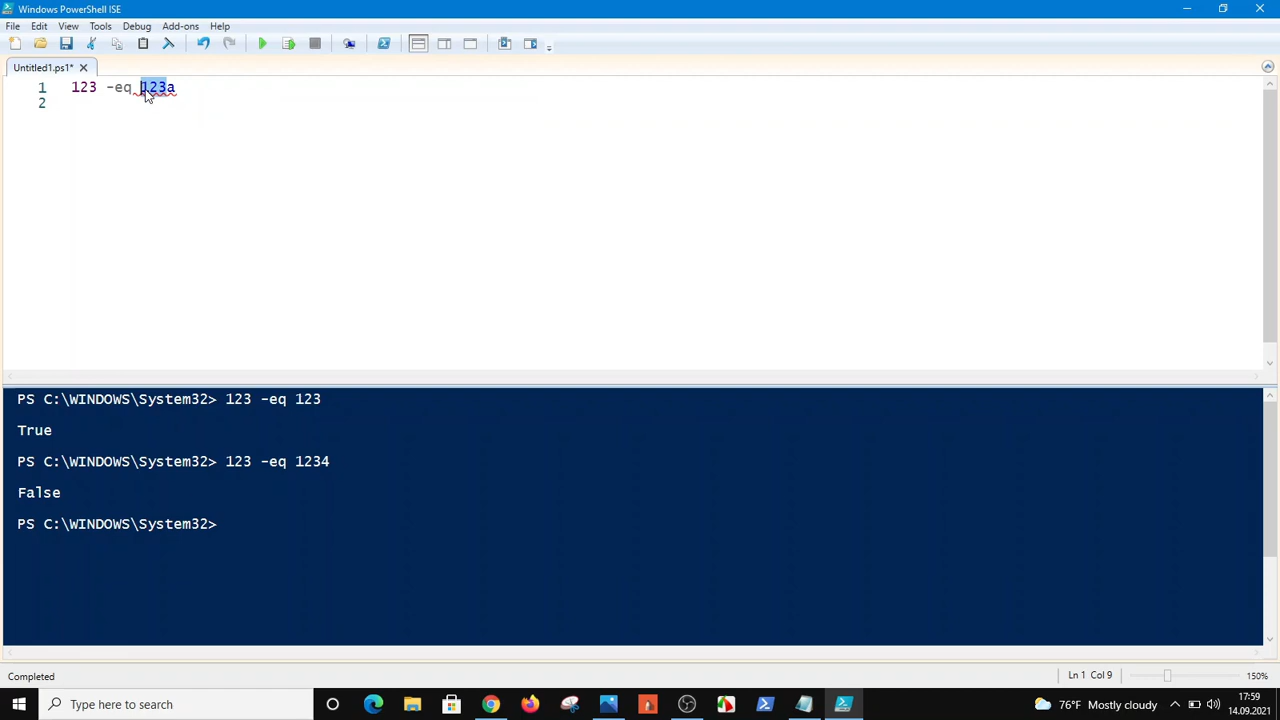 Windows PowerShell ISE
File Edit View Tools Debug Add-ons Help
Untitled1.ps1*
1 123 -eq 123a
2
PS C:\WINDOWS\System32> 123 -eq 123
True
PS C:\WINDOWS\System32> 123 -eq 1234
False
PS C:\WINDOWS\System32>
Completed
Ln 1 Col 9
150%
Type here to search
76°F Mostly cloudy
17:59
14.09.2021